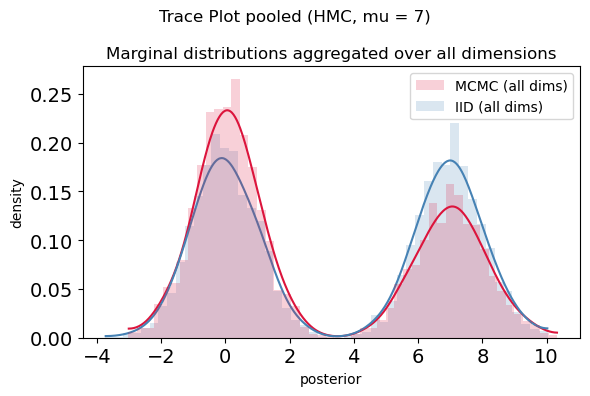 Trace Plot pooled (HMC, mu = 7)
Marginal distributions aggregated over all dimensions
MCMC (all dims)
IID (all dims)
density
0.25
0.20
0.15
0.10
0.05
0.00
−4 −2 0 2 4 6 8 10
posterior